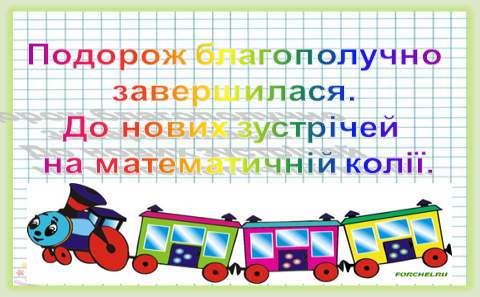 Подорож благополучно
завершилася.
До нових зустрічей
на математичній колії.
FORCHEL.RU